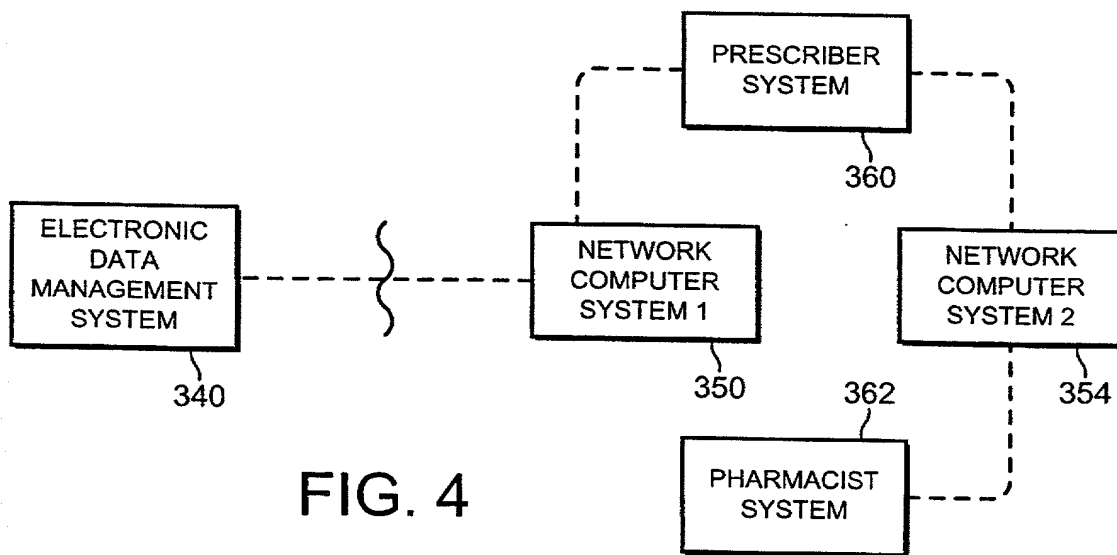 PRESCRIBER
SYSTEM
360
ELECTRONIC
DATA
MANAGEMENT
SYSTEM
340
NETWORK
COMPUTER
SYSTEM 1
350
NETWORK
COMPUTER
SYSTEM 2
354
362
PHARMACIST
SYSTEM
FIG. 4